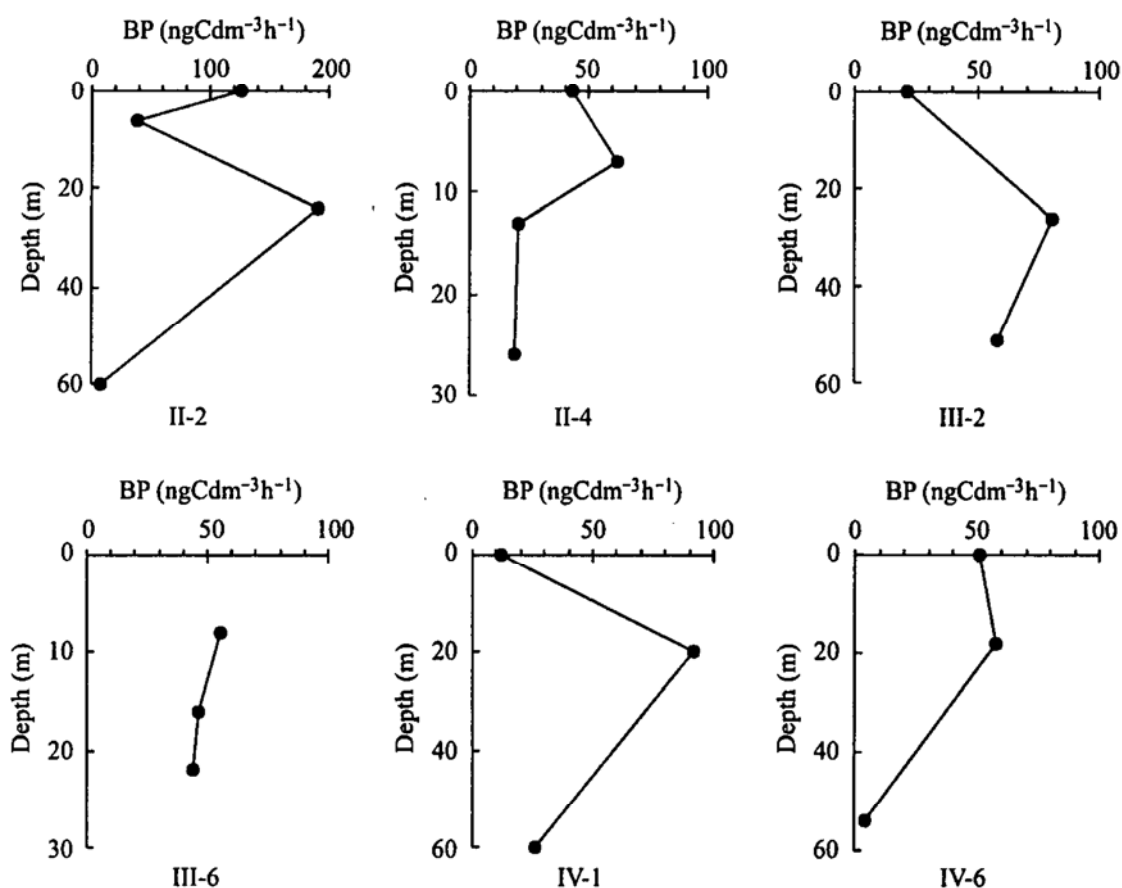 BP (ngCdm⁻³h⁻¹) BP (ngCdm⁻³h⁻¹) BP (ngCdm⁻³h⁻¹)
0 100 200 0 50 100 0 50 100
0 0 0
20 10 20
40 20 40
60 30 60
Depth (m) Depth (m) Depth (m)
II-2 II-4 III-2
BP (ngCdm⁻³h⁻¹) BP (ngCdm⁻³h⁻¹) BP (ngCdm⁻³h⁻¹)
0 50 100 0 50 100 0 50 100
0 0 0
10 20 20
20 40 40
30 60 60
Depth (m) Depth (m) Depth (m)
III-6 IV-1 IV-6